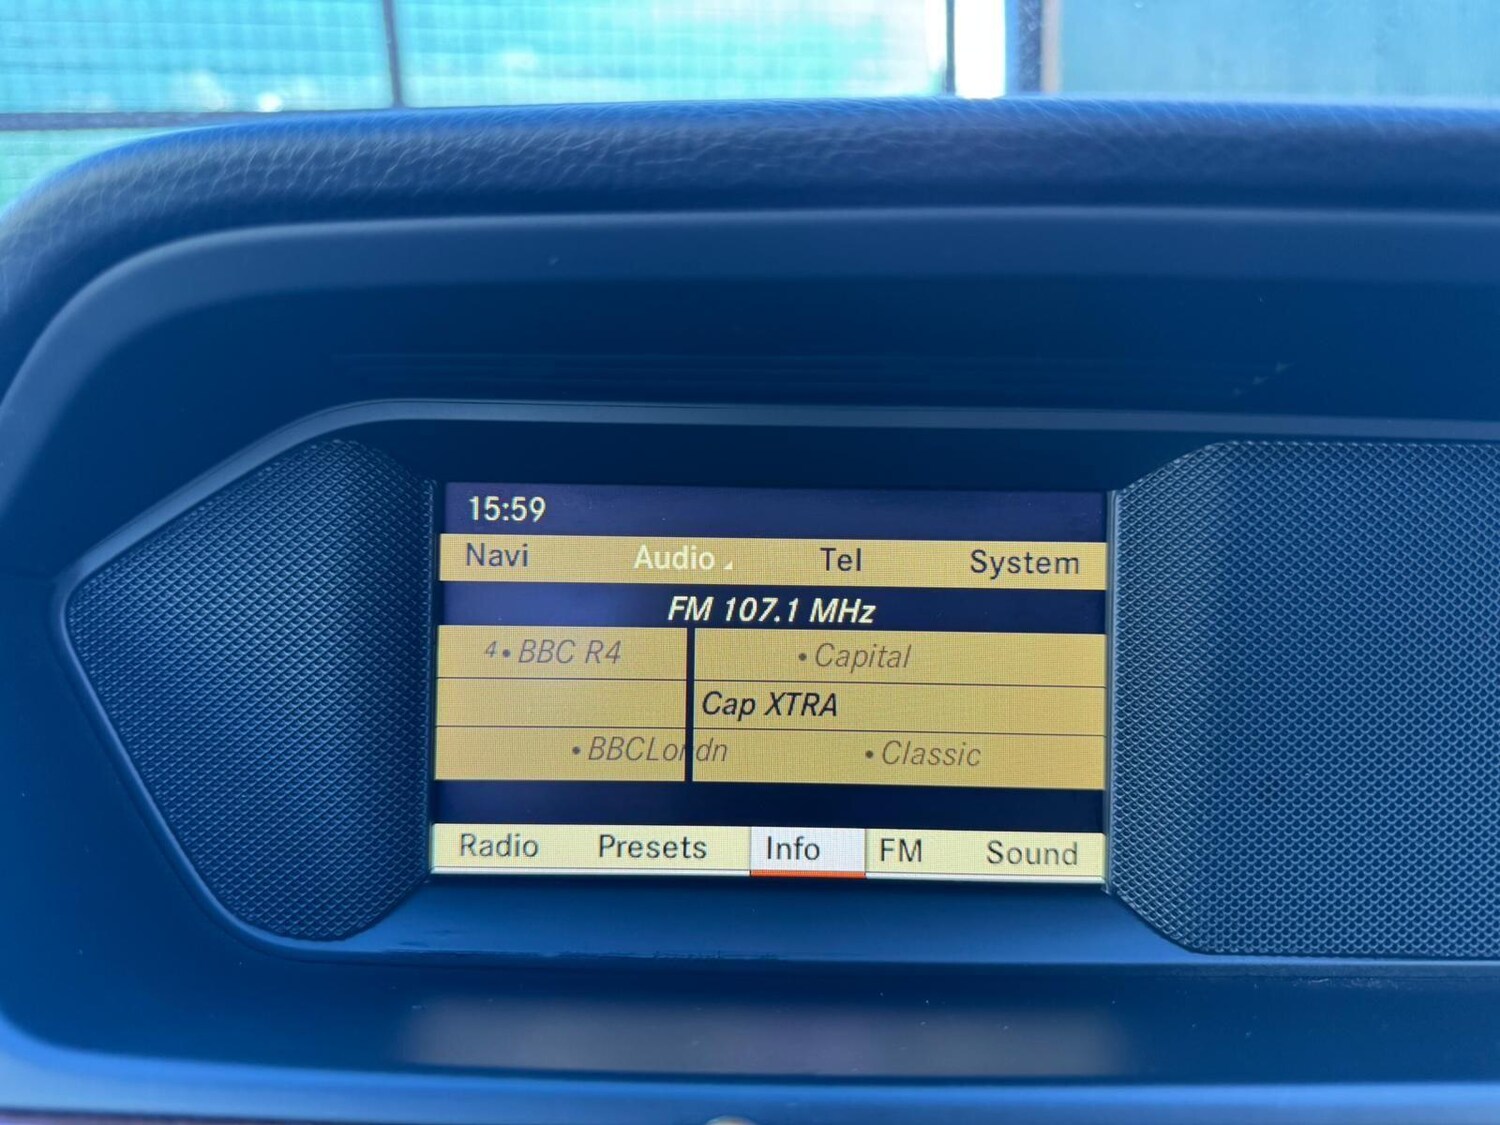 15:59
Navi Audio Tel System
FM 107.1 MHz
4 • BBC R4 • Capital
Cap XTRA
• BBCLondn • Classic
Radio Presets Info FM Sound